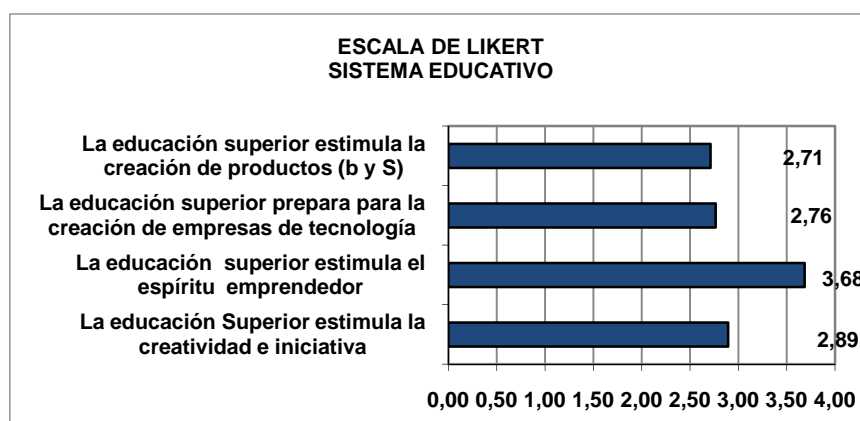 ESCALA DE LIKERT
SISTEMA EDUCATIVO
La educación superior estimula la
creación de productos (b y S)
2,71
La educación superior prepara para la
creación de empresas de tecnología
2,76
La educación  superior estimula el
espíritu  emprendedor
3,68
La educación Superior estimula la
creatividad e iniciativa
2,89
0,00 0,50 1,00 1,50 2,00 2,50 3,00 3,50 4,00